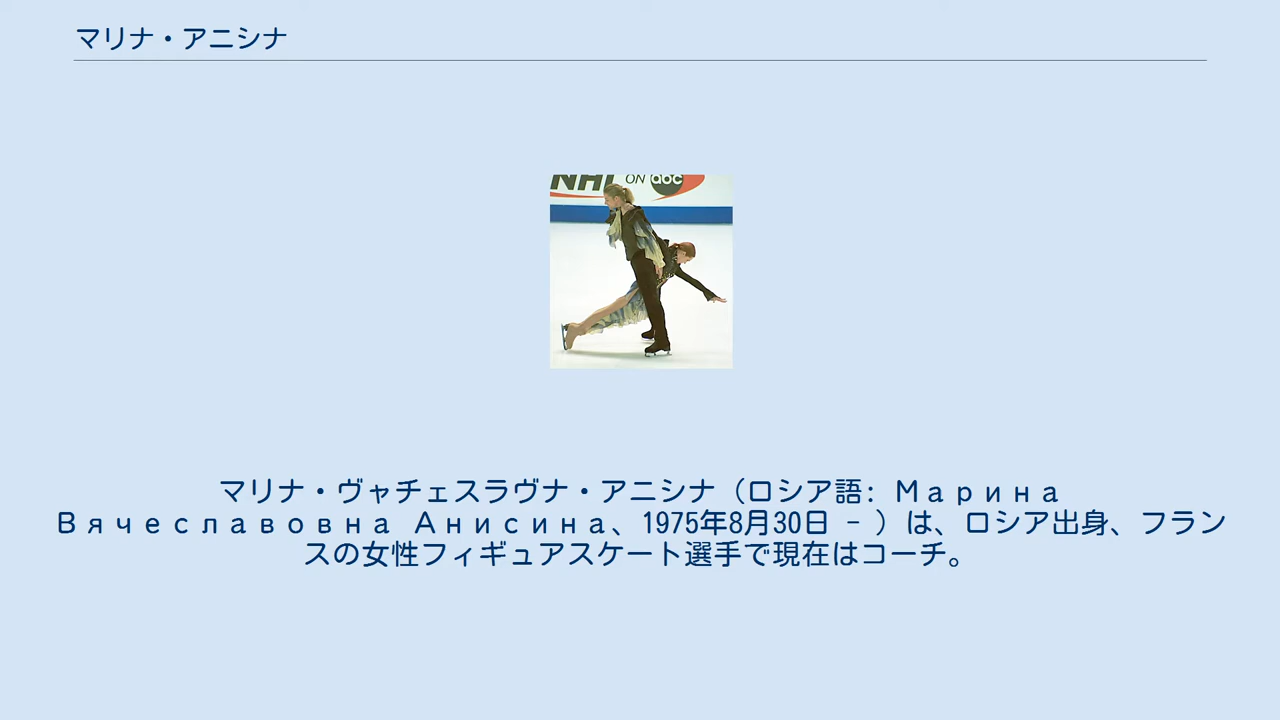 マリナ・アニシナ
NHL ON abc
マリナ・ヴャチェスラヴナ・アニシナ（ロシア語: Марина
Вячеславовна Анисина、1975年8月30日 - ）は、ロシア出身、フラン
スの女性フィギュアスケート選手で現在はコーチ。